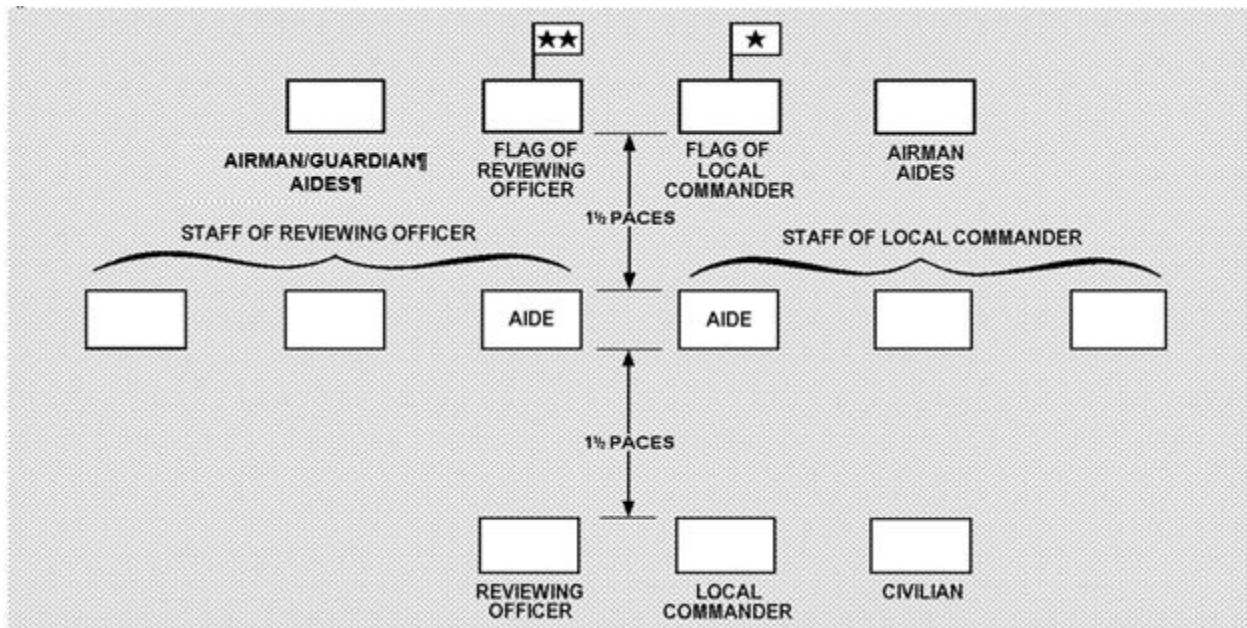 AIRMAN/GUARDIAN¶
AIDES¶
FLAG OF
REVIEWING
OFFICER
FLAG OF
LOCAL
COMMANDER
AIRMAN
AIDES
1½ PACES
STAFF OF REVIEWING OFFICER
STAFF OF LOCAL COMMANDER
AIDE
AIDE
1½ PACES
REVIEWING
OFFICER
LOCAL
COMMANDER
CIVILIAN